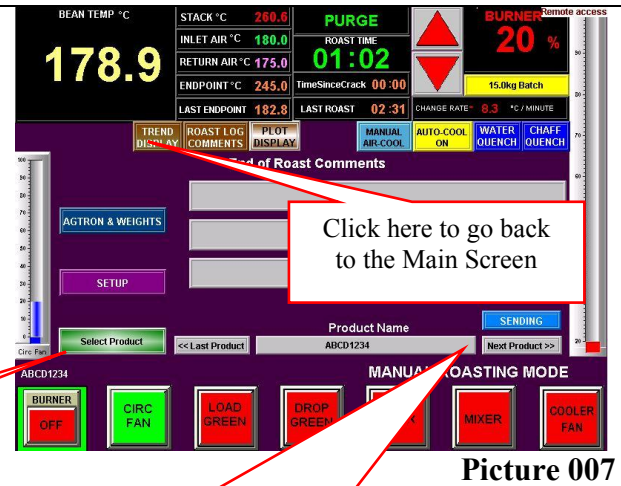 BEAN TEMP °C
178.9
STACK °C 260.6
INLET AIR °C 180.0
RETURN AIR °C 175.0
ENDPOINT °C 245.0
LAST ENDPOINT 182.8
PURGE
ROAST TIME
01:02
TimeSinceCrack 00:00
LAST ROAST 02:31
BURNER
20 %
Remote access
15.0kg Batch
CHANGE RATE= 8.3 °C / MINUTE
TREND
DISPLAY
ROAST LOG
COMMENTS
PLOT
DISPLAY
MANUAL
AIR-COOL
AUTO-COOL
ON
WATER
QUENCH
CHAFF
QUENCH
End of Roast Comments
AGTRON & WEIGHTS
SETUP
Click here to go back
to the Main Screen
Product Name
SENDING
Select Product
<< Last Product
ABCD1234
Next Product >>
Circ Fan
ABCD1234
MANUAL ROASTING MODE
BURNER
OFF
CIRC
FAN
LOAD
GREEN
DROP
GREEN
MIXER
COOLER
FAN
Picture 007